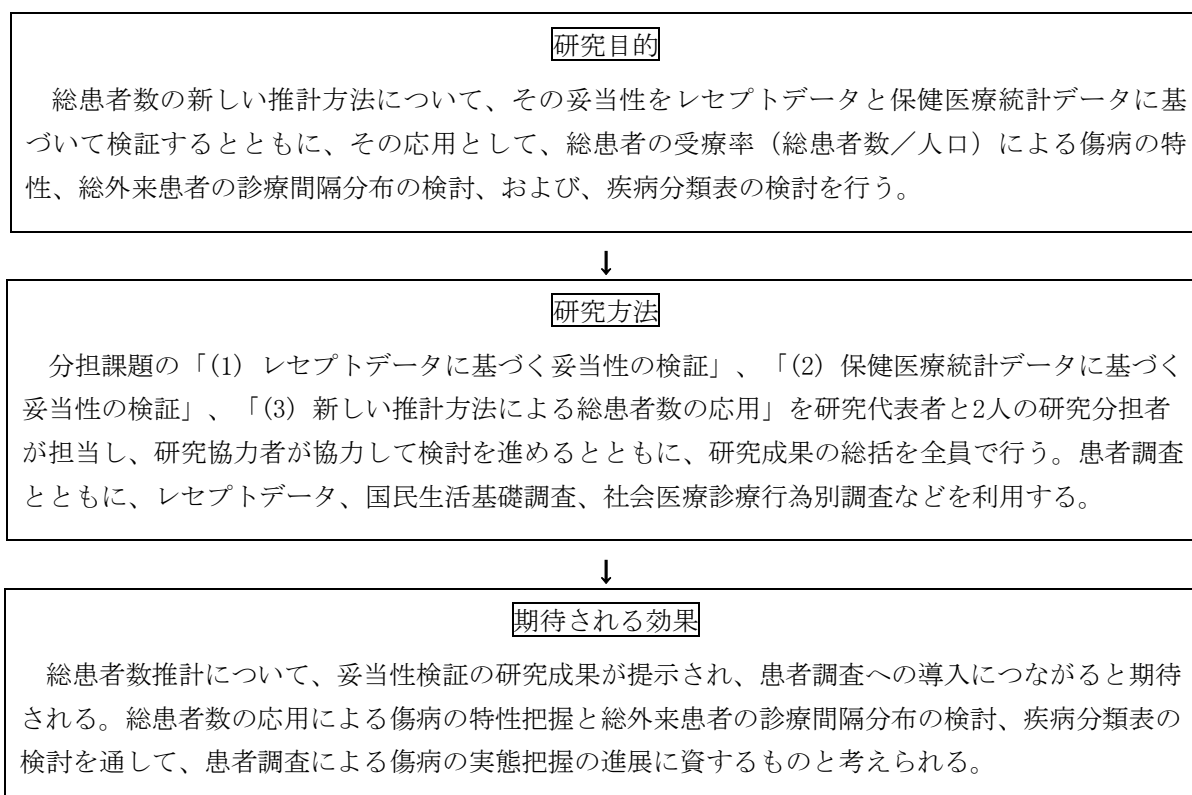 研究目的
総患者数の新しい推計方法について、その妥当性をレセプトデータと保健医療統計データに基
づいて検証するとともに、その応用として、総患者の受療率（総患者数／人口）による傷病の特
性、総外来患者の診療間隔分布の検討、および、疾病分類表の検討を行う。
↓
研究方法
分担課題の「(1) レセプトデータに基づく妥当性の検証」、「(2) 保健医療統計データに基づく
妥当性の検証」、「(3) 新しい推計方法による総患者数の応用」を研究代表者と2人の研究分担者
が担当し、研究協力者が協力して検討を進めるとともに、研究成果の総括を全員で行う。患者調査
とともに、レセプトデータ、国民生活基礎調査、社会医療診療行為別調査などを利用する。
↓
期待される効果
総患者数推計について、妥当性検証の研究成果が提示され、患者調査への導入につながると期待
される。総患者数の応用による傷病の特性把握と総外来患者の診療間隔分布の検討、疾病分類表の
検討を通して、患者調査による傷病の実態把握の進展に資するものと考えられる。